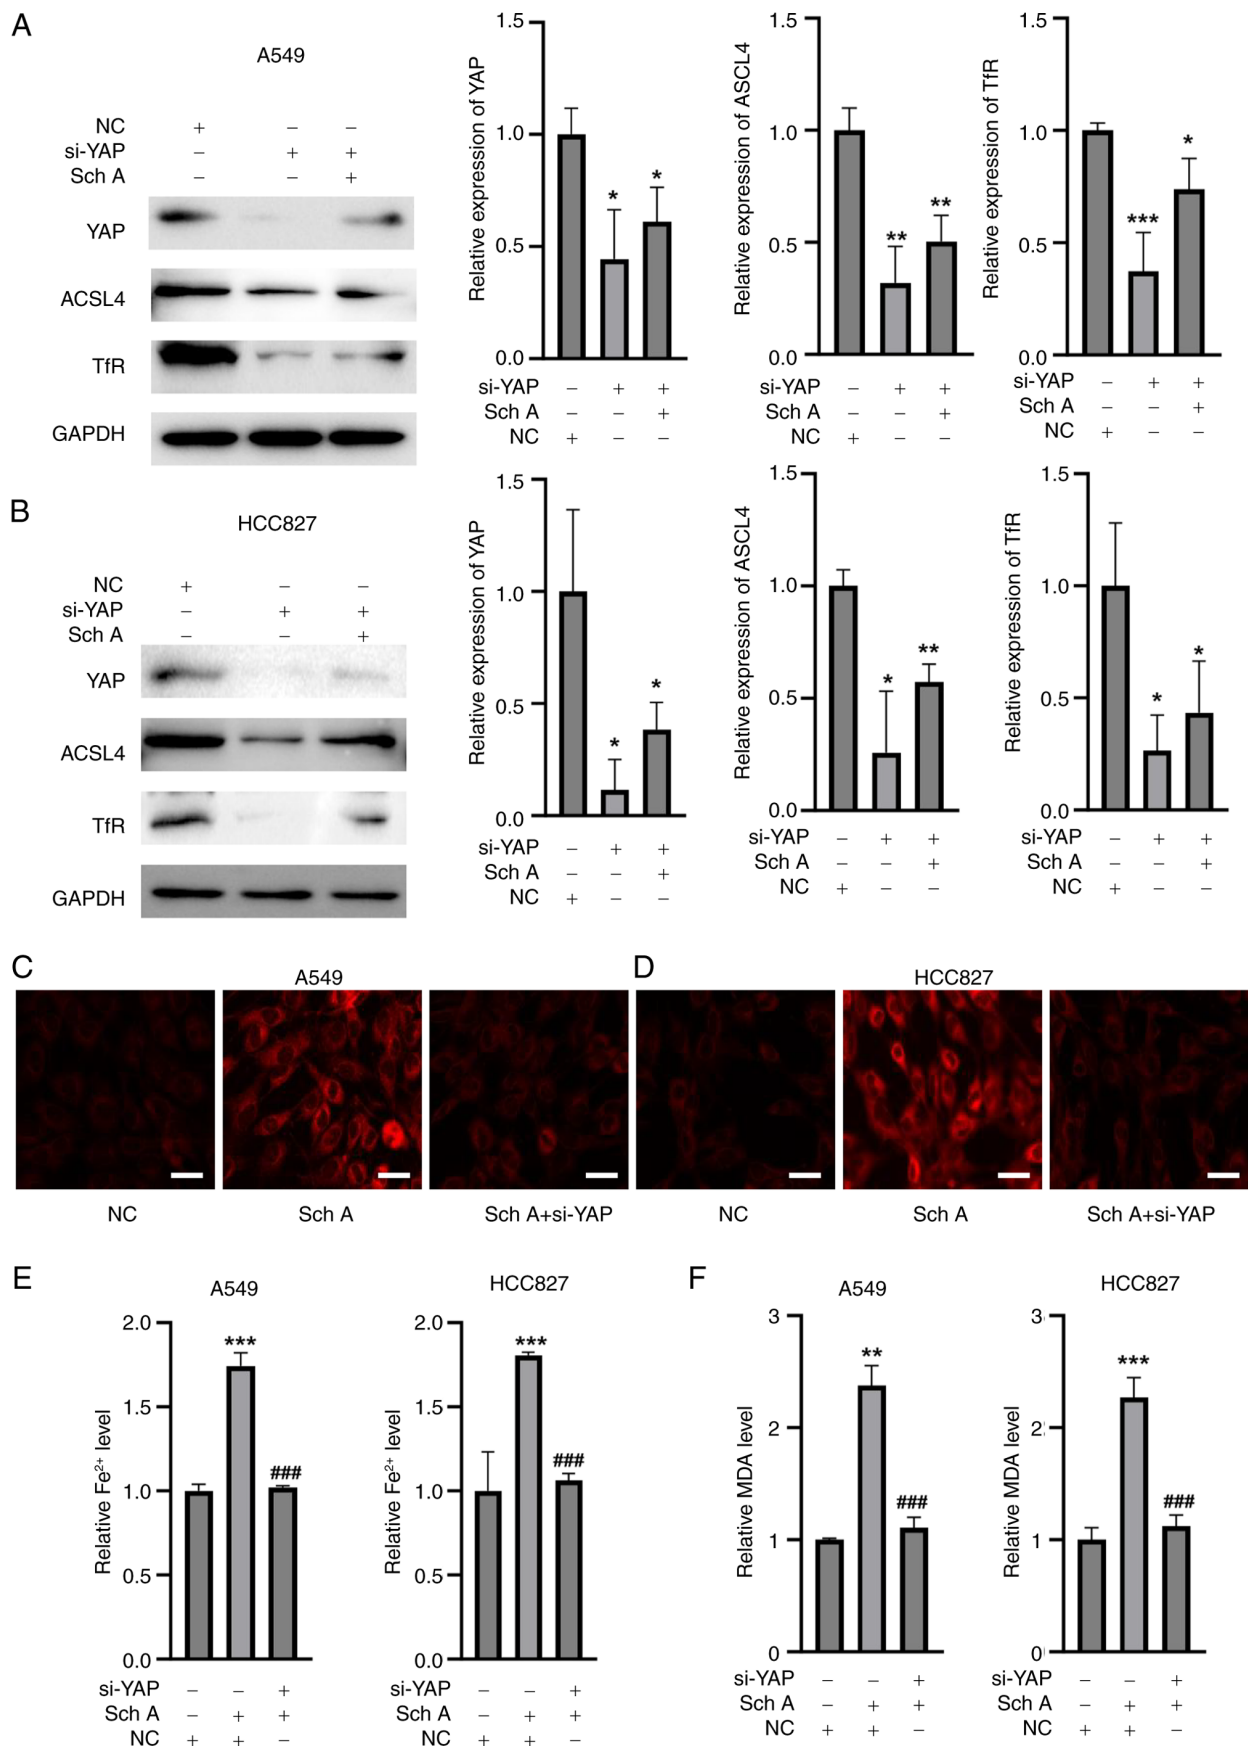 A
A549
NC + – –
si-YAP – + +
Sch A – – +
YAP
ACSL4
TfR
GAPDH
Relative expression of YAP
1.5
1.0
0.5
0.0
*
*
si-YAP – + +
Sch A – – +
NC + – –
Relative expression of ASCL4
1.5
1.0
0.5
0.0
**
**
si-YAP – + +
Sch A – – +
NC + – –
Relative expression of TfR
1.5
1.0
0.5
0.0
***
*
si-YAP – + +
Sch A – – +
NC + – –
B
HCC827
NC + – –
si-YAP – + +
Sch A – – +
YAP
ACSL4
TfR
GAPDH
Relative expression of YAP
1.5
1.0
0.5
0.0
*
*
si-YAP – + +
Sch A – – +
NC + – –
Relative expression of ASCL4
1.5
1.0
0.5
0.0
*
**
si-YAP – + +
Sch A – – +
NC + – –
Relative expression of TfR
1.5
1.0
0.5
0.0
*
*
si-YAP – + +
Sch A – – +
NC + – –
C
A549
NC
Sch A
Sch A+si-YAP
D
HCC827
NC
Sch A
Sch A+si-YAP
E
A549
Relative Fe²⁺ level
2.0
1.5
1.0
0.5
0.0
***
###
si-YAP – – +
Sch A – + +
NC + + –
HCC827
Relative Fe²⁺ level
2.0
1.5
1.0
0.5
0.0
***
###
si-YAP – – +
Sch A – + +
NC + + –
F
A549
Relative MDA level
3
2
1
0
**
###
si-YAP – – +
Sch A – + +
NC + + –
HCC827
Relative MDA level
3
2
1
0
***
###
si-YAP – – +
Sch A – + +
NC + + –